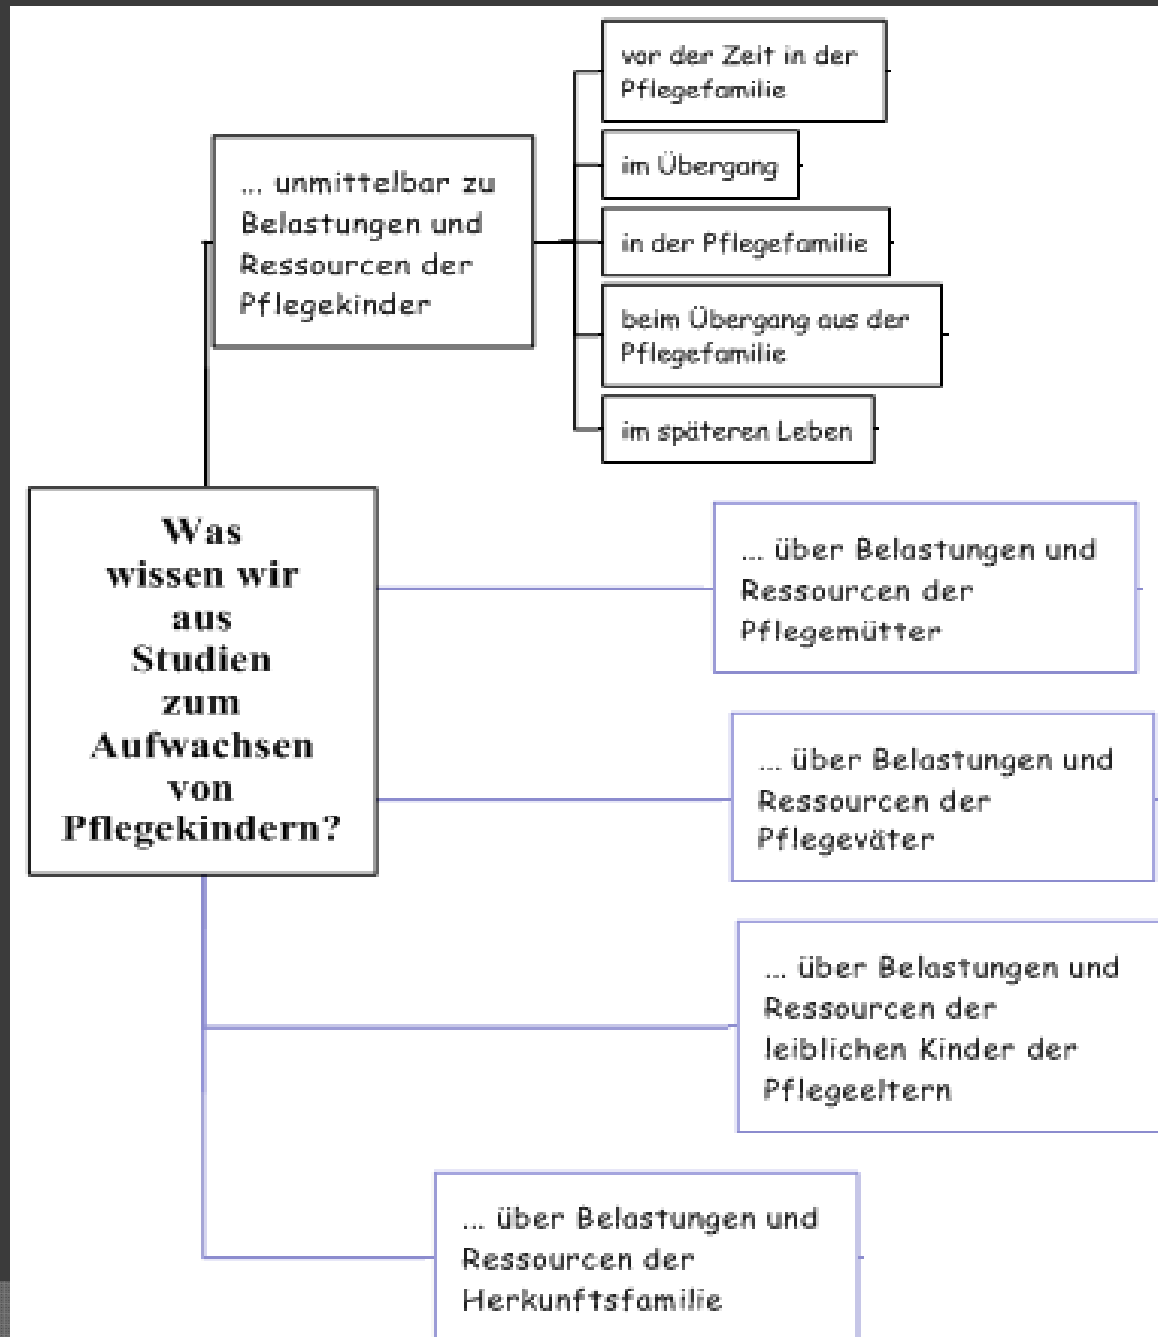 vor der Zeit in der
Pflegefamilie
im Übergang
... unmittelbar zu
Belastungen und
Ressourcen der
Pflegekinder
in der Pflegefamilie
beim Übergang aus der
Pflegefamilie
im späteren Leben
Was
wissen wir
aus
Studien
zum
Aufwachsen
von
Pflegekindern?
... über Belastungen und
Ressourcen der
Pflegemütter
... über Belastungen und
Ressourcen der
Pflegeväter
... über Belastungen und
Ressourcen der
leiblichen Kinder der
Pflegeeltern
... über Belastungen und
Ressourcen der
Herkunftsfamilie